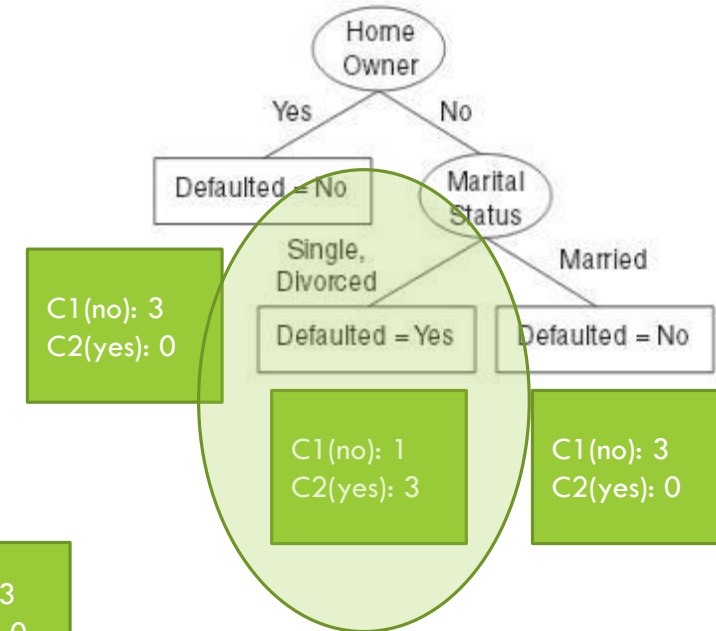 Home
Owner
Yes
No
Defaulted = No
Marital
Status
Single,
Divorced
Married
C1(no): 3
C2(yes): 0
Defaulted = Yes
Defaulted = No
C1(no): 1
C2(yes): 3
C1(no): 3
C2(yes): 0
3
0